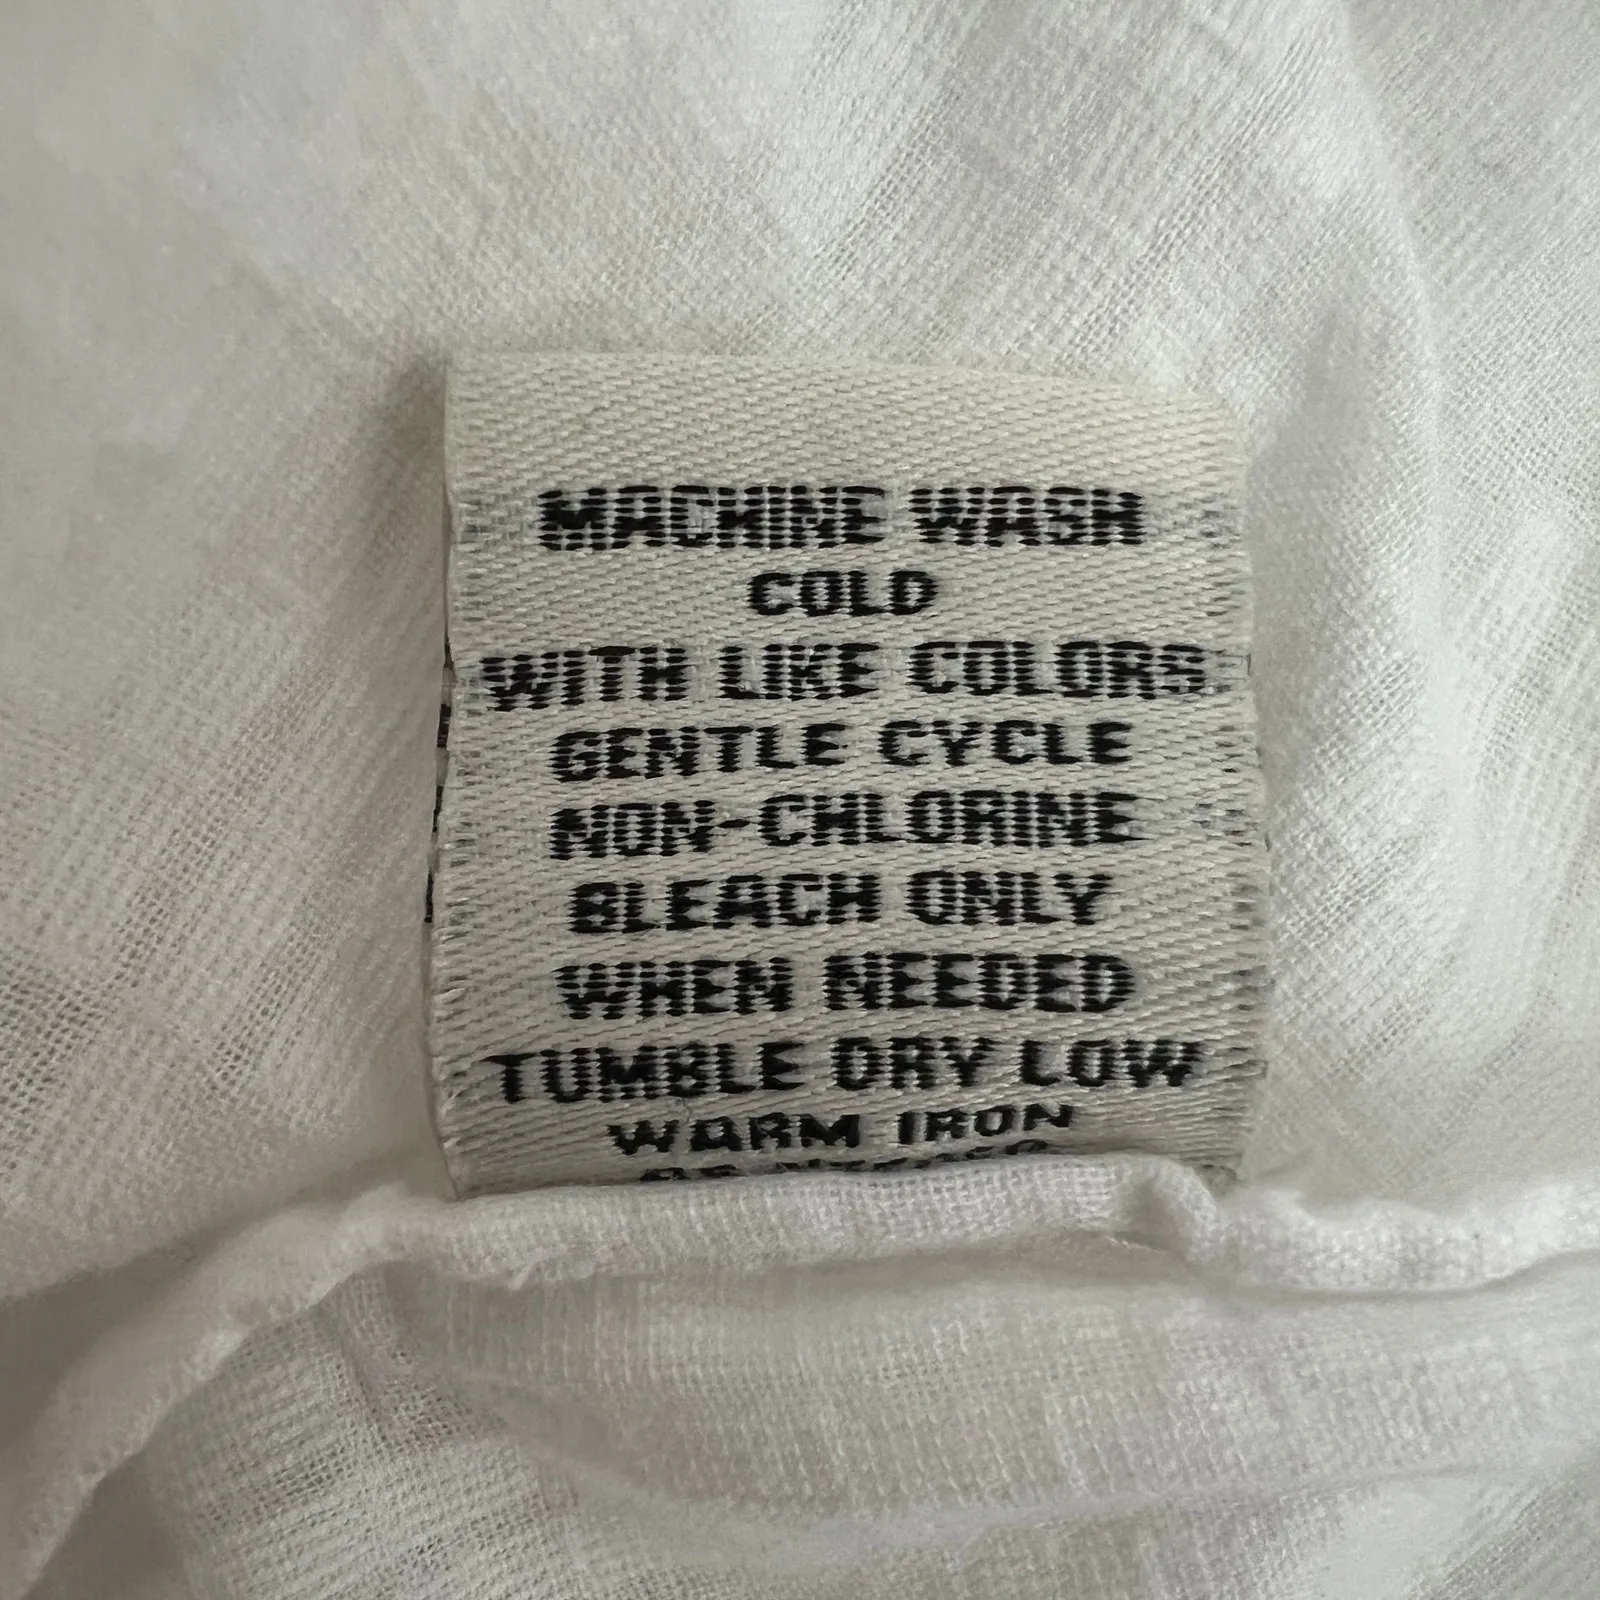 MACHINE WASH
COLD
WITH LIKE COLORS
GENTLE CYCLE
NON-CHLORINE
BLEACH ONLY
WHEN NEEDED
TUMBLE DRY LOW
WARM IRON